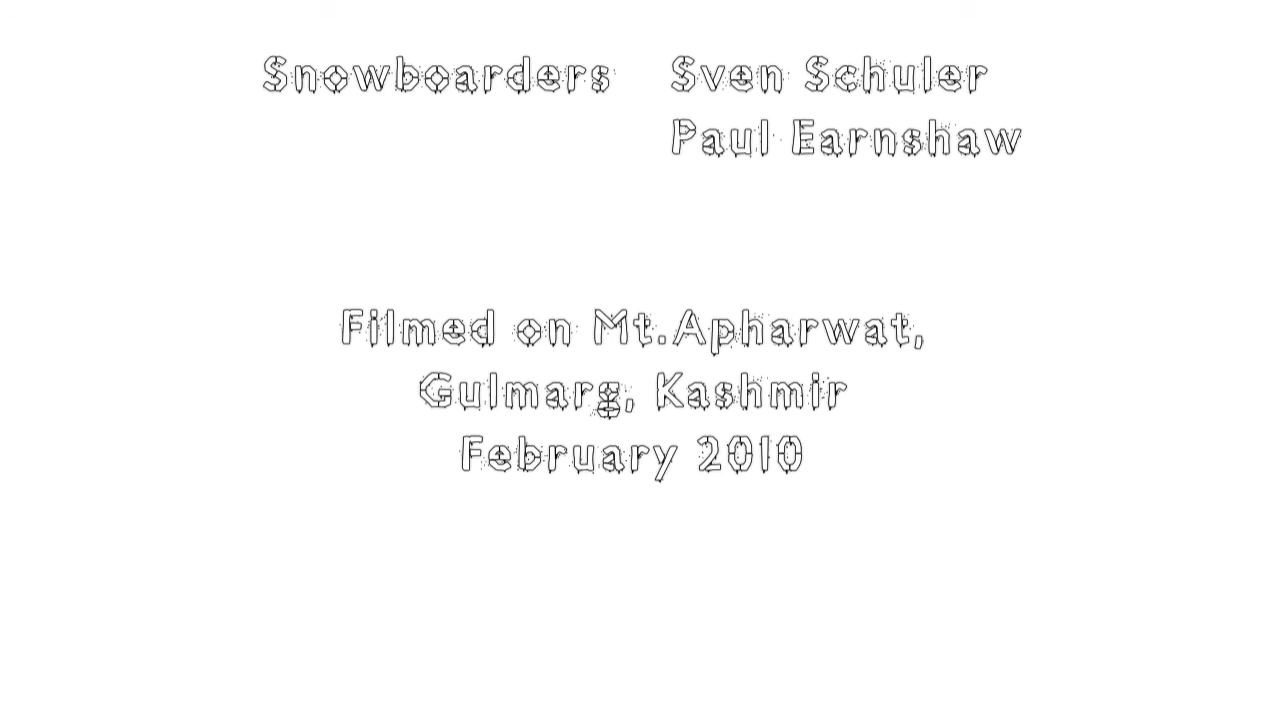 Snowboarders Sven Schuler
Paul Earnshaw
Filmed on Mt.Apharwat,
Gulmarg, Kashmir
February 2010